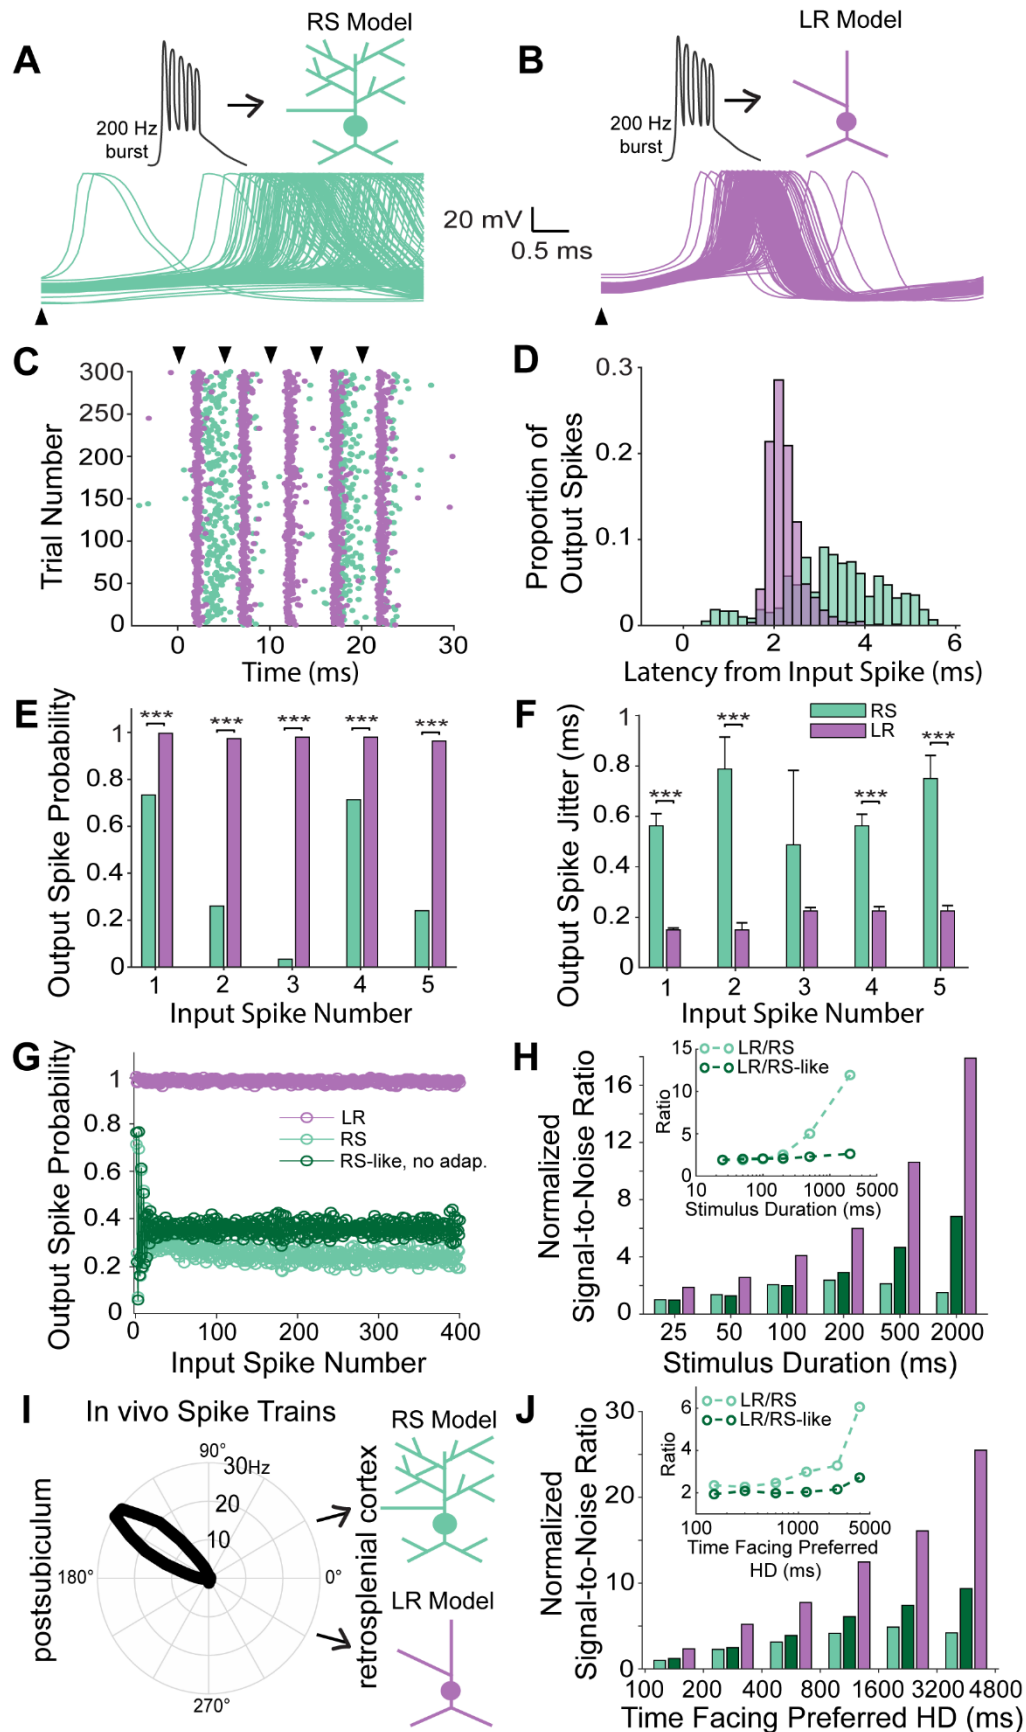 A
RS Model
200 Hz
burst
B
LR Model
200 Hz
burst
20 mV
0.5 ms
C
Trial Number
300
250
200
150
100
50
0
0
10
20
30
Time (ms)
D
Proportion of
Output Spikes
0.3
0.2
0.1
0
0
2
4
6
Latency from Input Spike (ms)
E
Output Spike Probability
1
0.8
0.6
0.4
0.2
0
***
***
***
***
***
1
2
3
4
5
Input Spike Number
F
Output Spike Jitter (ms)
1
0.8
0.6
0.4
0.2
0
RS
LR
***
***
***
***
1
2
3
4
5
Input Spike Number
G
Output Spike Probability
1
0.8
0.6
0.4
0.2
0
LR
RS
RS-like, no adap.
0
100
200
300
400
Input Spike Number
H
Normalized
Signal-to-Noise Ratio
16
12
8
4
0
25
50
100
200
500
2000
Stimulus Duration (ms)
LR/RS
LR/RS-like
Ratio
15
10
5
0
10
100
1000
5000
Stimulus Duration (ms)
I
In vivo Spike Trains
postsubiculum
90°
30Hz
20
10
180°
0°
270°
retrosplenial cortex
RS Model
LR Model
J
Normalized
Signal-to-Noise Ratio
30
20
10
0
100
200
400
800
1600
3200
4800
Time Facing Preferred HD (ms)
LR/RS
LR/RS-like
Ratio
6
4
2
100
1000
5000
Time Facing Preferred
HD (ms)